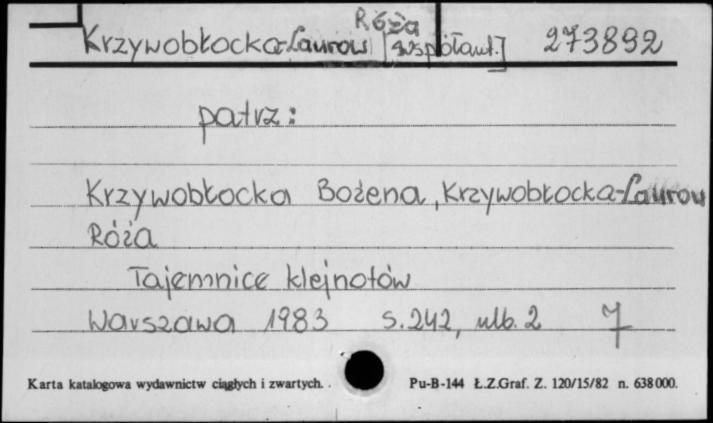 Róża
Krzywobłocka-Laurow [współaut.] 273892
patrz:
Krzywobłocka Bożena, Krzywobłocka-Laurow
Róża
Tajemnice klejnotów
Warszawa 1983 s. 242, nlb. 2 7
Karta katalogowa wydawnictw ciągłych i zwartych. Pu-B-144 Ł.Z.Graf. Z. 120/15/82 n. 638000.